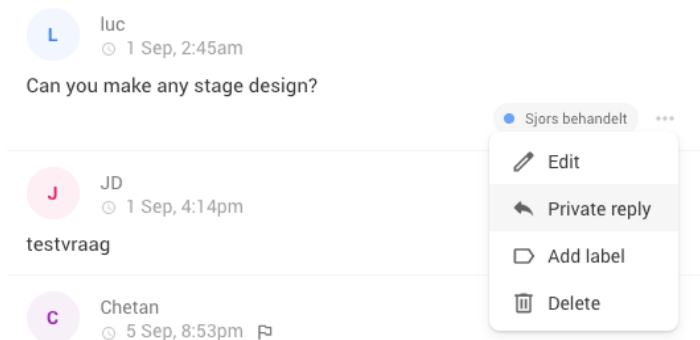 L
luc
1 Sep, 2:45am
Can you make any stage design?
Sjors behandelt
Edit
Private reply
Add label
Delete
J
JD
1 Sep, 4:14pm
testvraag
C
Chetan
5 Sep, 8:53pm